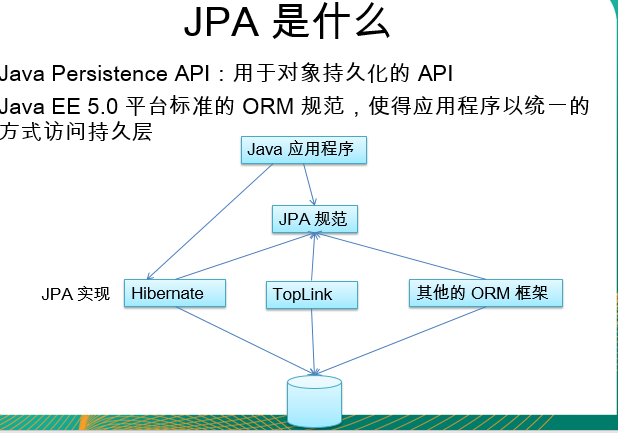 JPA 是什么
Java Persistence API：用于对象持久化的 API
Java EE 5.0 平台标准的 ORM 规范，使得应用程序以统一的
方式访问持久层
Java 应用程序
JPA 规范
JPA 实现
Hibernate
TopLink
其他的 ORM 框架